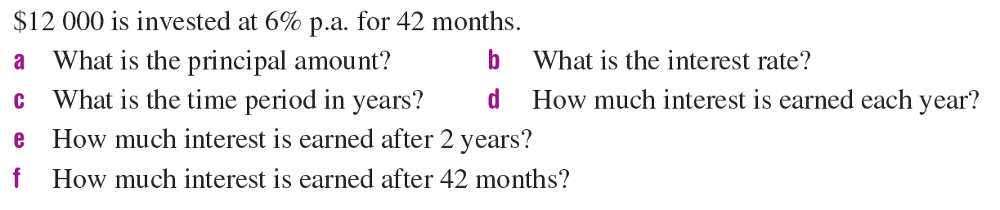 $12 000 is invested at 6% p.a. for 42 months.
a What is the principal amount? b What is the interest rate?
c What is the time period in years? d How much interest is earned each year?
e How much interest is earned after 2 years?
f How much interest is earned after 42 months?